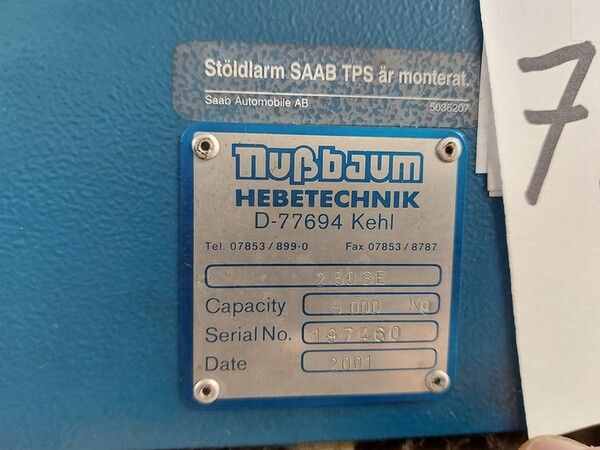 Stöldlarm SAAB TPS är monterat.
Saab Automobile AB 5036207
7
Nußbaum
HEBETECHNIK
D-77694 Kehl
Tel. 07853/899-0 Fax 07853/8787
2.50SE
Capacity 5.000 Kg
Serial No. 197460
Date 2001